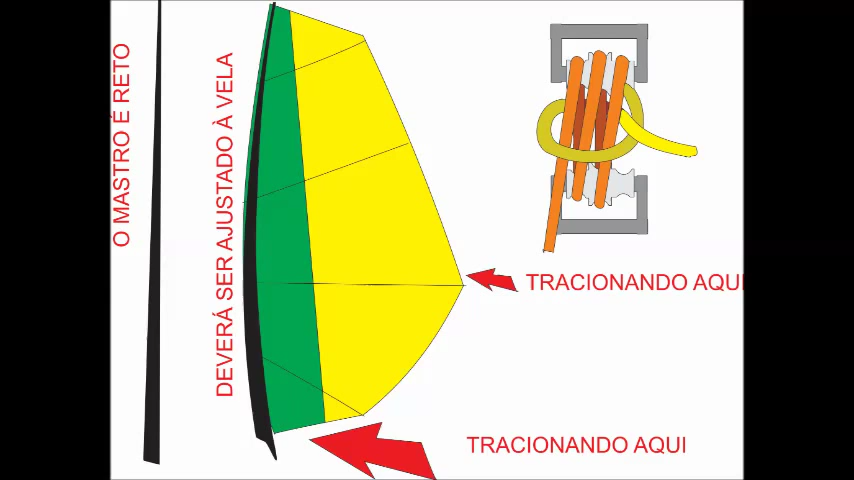 O MASTRO É RETO
DEVERÁ SER AJUSTADO À VELA
TRACIONANDO AQUI
TRACIONANDO AQUI